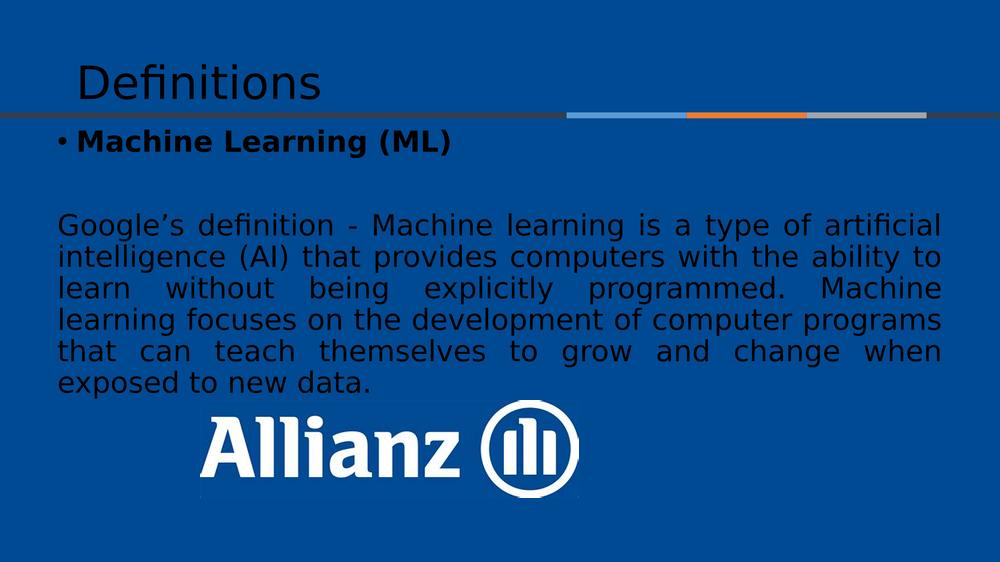 Definitions
• Machine Learning (ML)
Google’s definition - Machine learning is a type of artificial
intelligence (AI) that provides computers with the ability to
learn without being explicitly programmed. Machine
learning focuses on the development of computer programs
that can teach themselves to grow and change when
exposed to new data.
Allianz